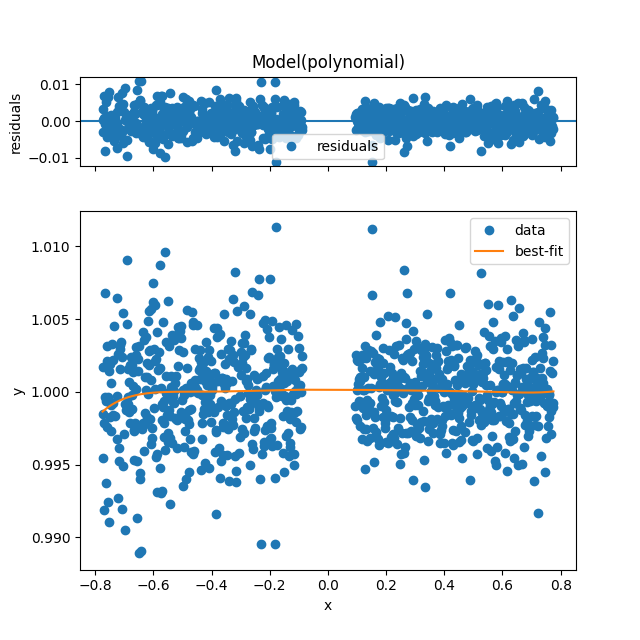 Model(polynomial)
0.01
0.00
−0.01
residuals
residuals
data
best-fit
1.010
1.005
1.000
0.995
0.990
y
−0.8
−0.6
−0.4
−0.2
0.0
0.2
0.4
0.6
0.8
x